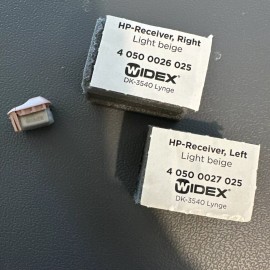 HP-Receiver, Right
Light beige
4 050 0026 025
WIDEX®
DK-3540 Lynge
HP-Receiver, Left
Light beige
4 050 0027 025
WIDEX®
DK-3540 Lynge